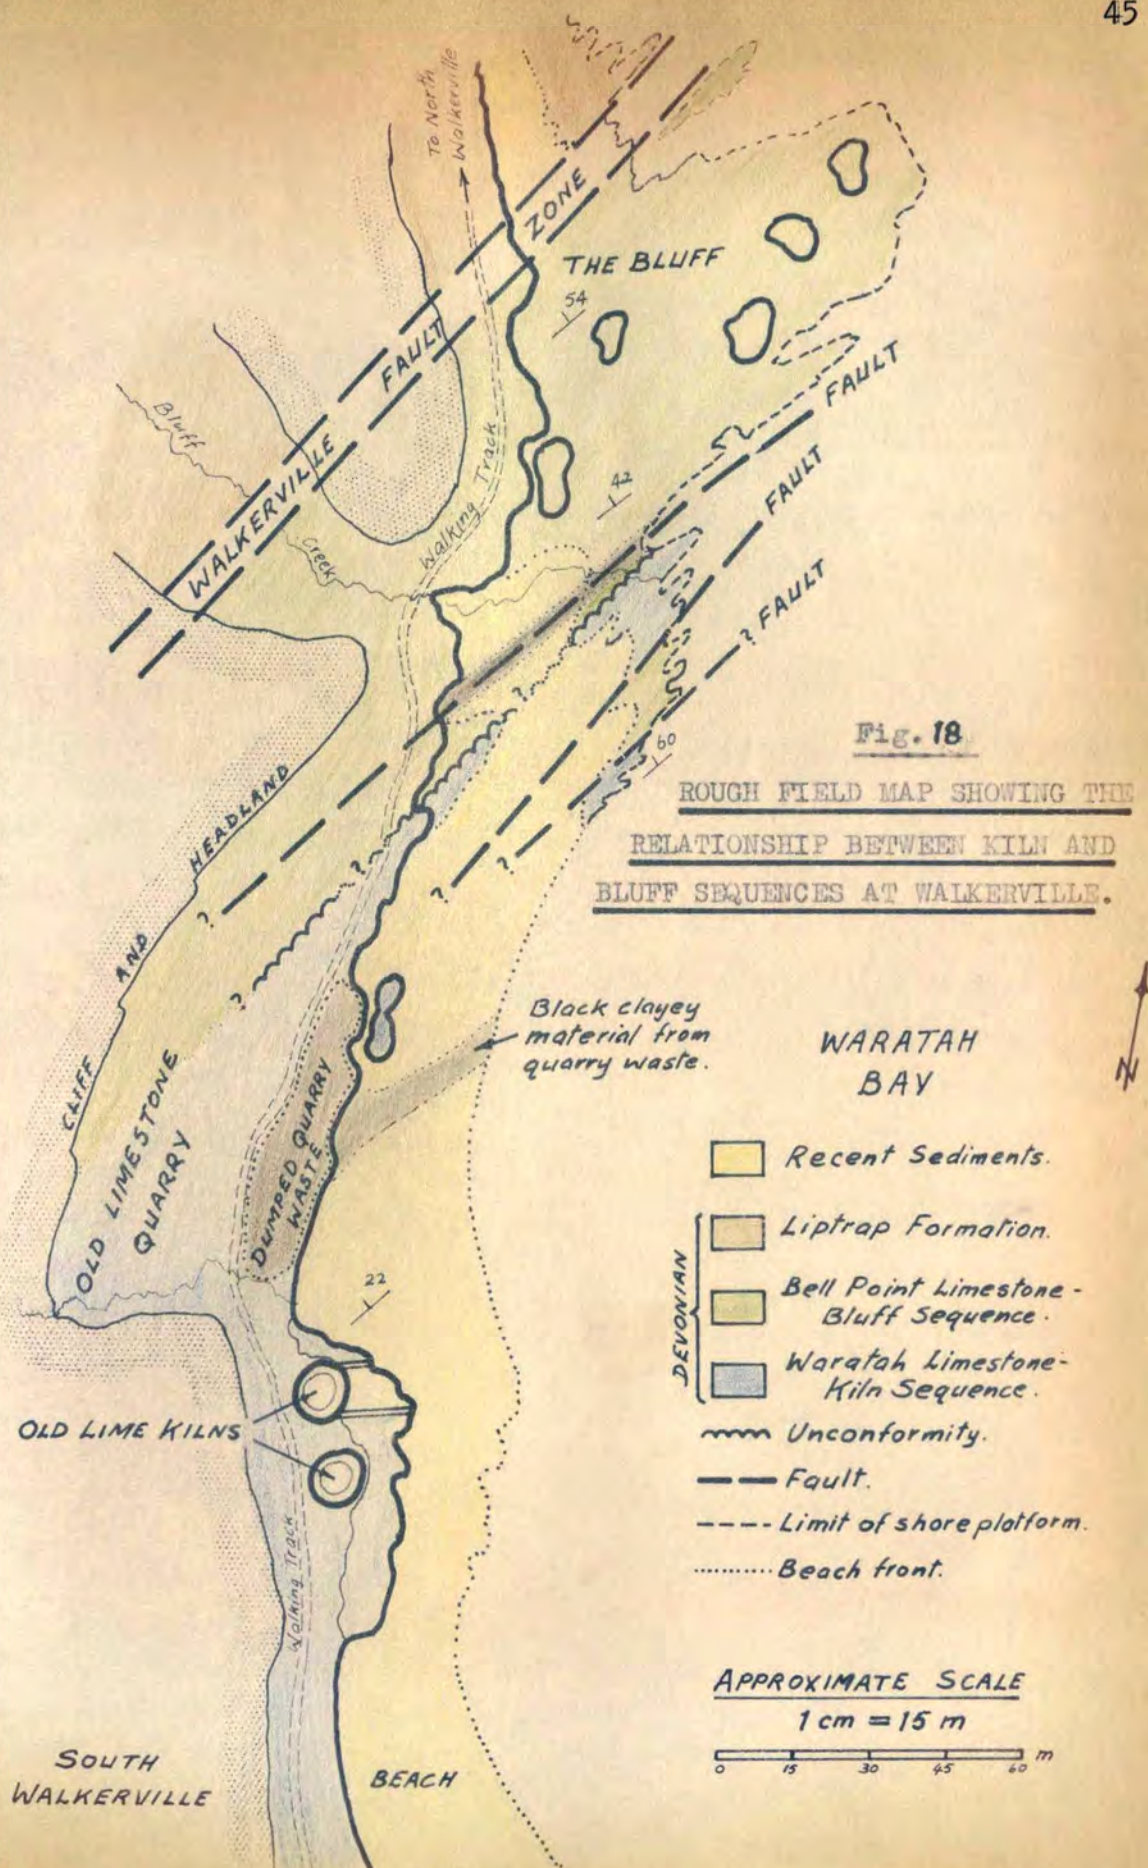 45
To North
Walkerville
ZONE
THE BLUFF
54
FAULT
WALKERVILLE
Bluff
Creek
Walking Track
42
FAULT
FAULT
FAULT
?
60
?
?
?
?
?
?
Fig. 18
ROUGH FIELD MAP SHOWING THE
RELATIONSHIP BETWEEN KILN AND
BLUFF SEQUENCES AT WALKERVILLE.
CLIFF AND HEADLAND
Black clayey
material from
quarry waste.
WARATAH
BAY
N
OLD LIMESTONE
QUARRY
DUMPED QUARRY
WASTE
22
OLD LIME KILNS
Walking Track
SOUTH
WALKERVILLE
BEACH
Recent Sediments.
DEVONIAN
Liptrap Formation.
Bell Point Limestone-
Bluff Sequence.
Waratah Limestone-
Kiln Sequence.
Unconformity.
Fault.
Limit of shore platform.
Beach front.
APPROXIMATE SCALE
1 cm = 15 m
0 15 30 45 60 m